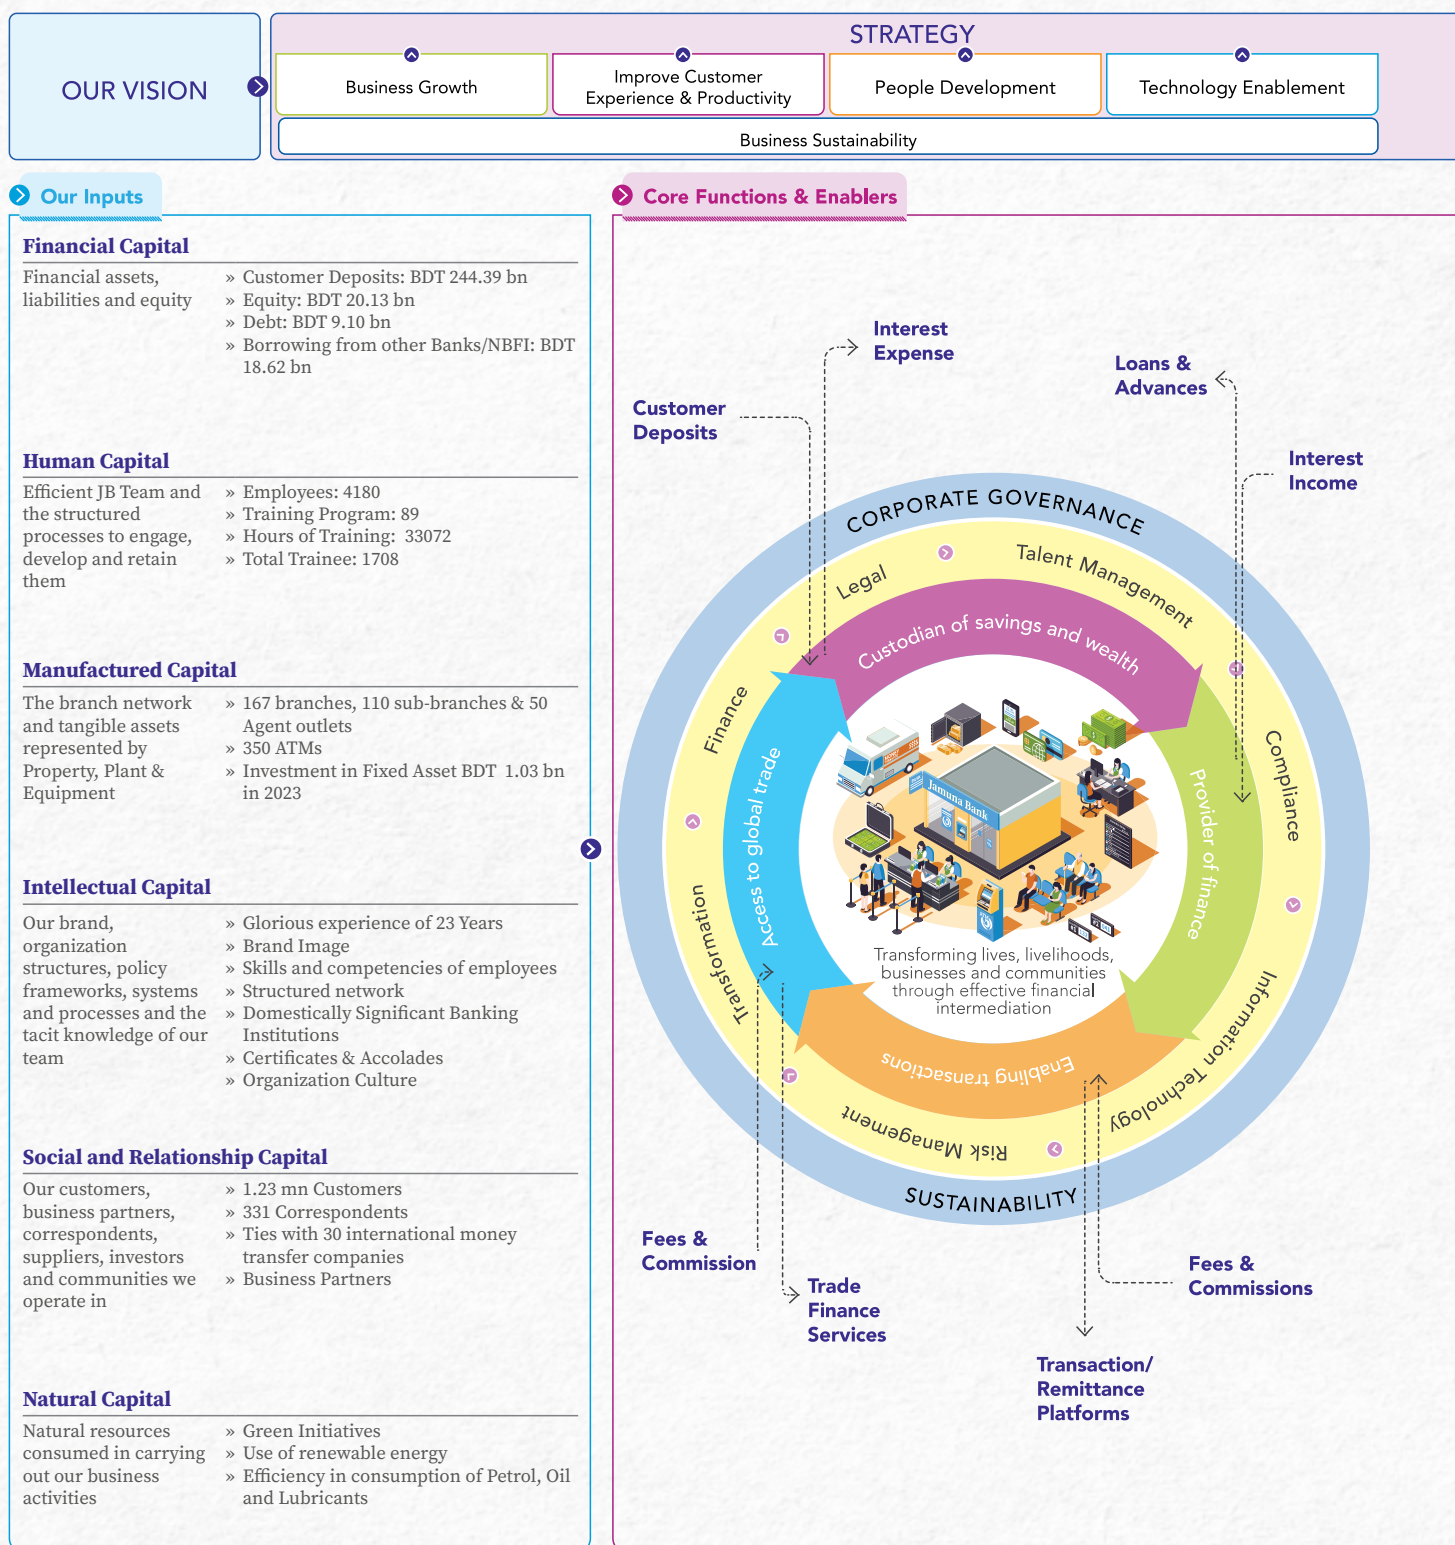 OUR VISION
STRATEGY
Business Growth
Improve Customer
Experience & Productivity
People Development
Technology Enablement
Business Sustainability
Our Inputs
Financial Capital
Financial assets,
liabilities and equity
» Customer Deposits: BDT 244.39 bn
» Equity: BDT 20.13 bn
» Debt: BDT 9.10 bn
» Borrowing from other Banks/NBFI: BDT
18.62 bn
Human Capital
Efficient JB Team and
the structured
processes to engage,
develop and retain
them
» Employees: 4180
» Training Program: 89
» Hours of Training: 33072
» Total Trainee: 1708
Manufactured Capital
The branch network
and tangible assets
represented by
Property, Plant &
Equipment
» 167 branches, 110 sub-branches & 50
Agent outlets
» 350 ATMs
» Investment in Fixed Asset BDT 1.03 bn
in 2023
Intellectual Capital
Our brand,
organization
structures, policy
frameworks, systems
and processes and the
tacit knowledge of our
team
» Glorious experience of 23 Years
» Brand Image
» Skills and competencies of employees
» Structured network
» Domestically Significant Banking
Institutions
» Certificates & Accolades
» Organization Culture
Social and Relationship Capital
Our customers,
business partners,
correspondents,
suppliers, investors
and communities we
operate in
» 1.23 mn Customers
» 331 Correspondents
» Ties with 30 international money
transfer companies
» Business Partners
Natural Capital
Natural resources
consumed in carrying
out our business
activities
» Green Initiatives
» Use of renewable energy
» Efficiency in consumption of Petrol, Oil
and Lubricants
Core Functions & Enablers
Interest
Expense
Loans &
Advances
Customer
Deposits
Interest
Income
CORPORATE GOVERNANCE
Legal
Talent Management
Compliance
Information Technology
Risk Management
Transformation
Finance
Custodian of savings and wealth
Provider of finance
Enabling transactions
Access to global trade
Jamuna Bank
Transforming lives, livelihoods,
businesses and communities
through effective financial
intermediation
SUSTAINABILITY
Fees &
Commission
Trade
Finance
Services
Fees &
Commissions
Transaction/
Remittance
Platforms